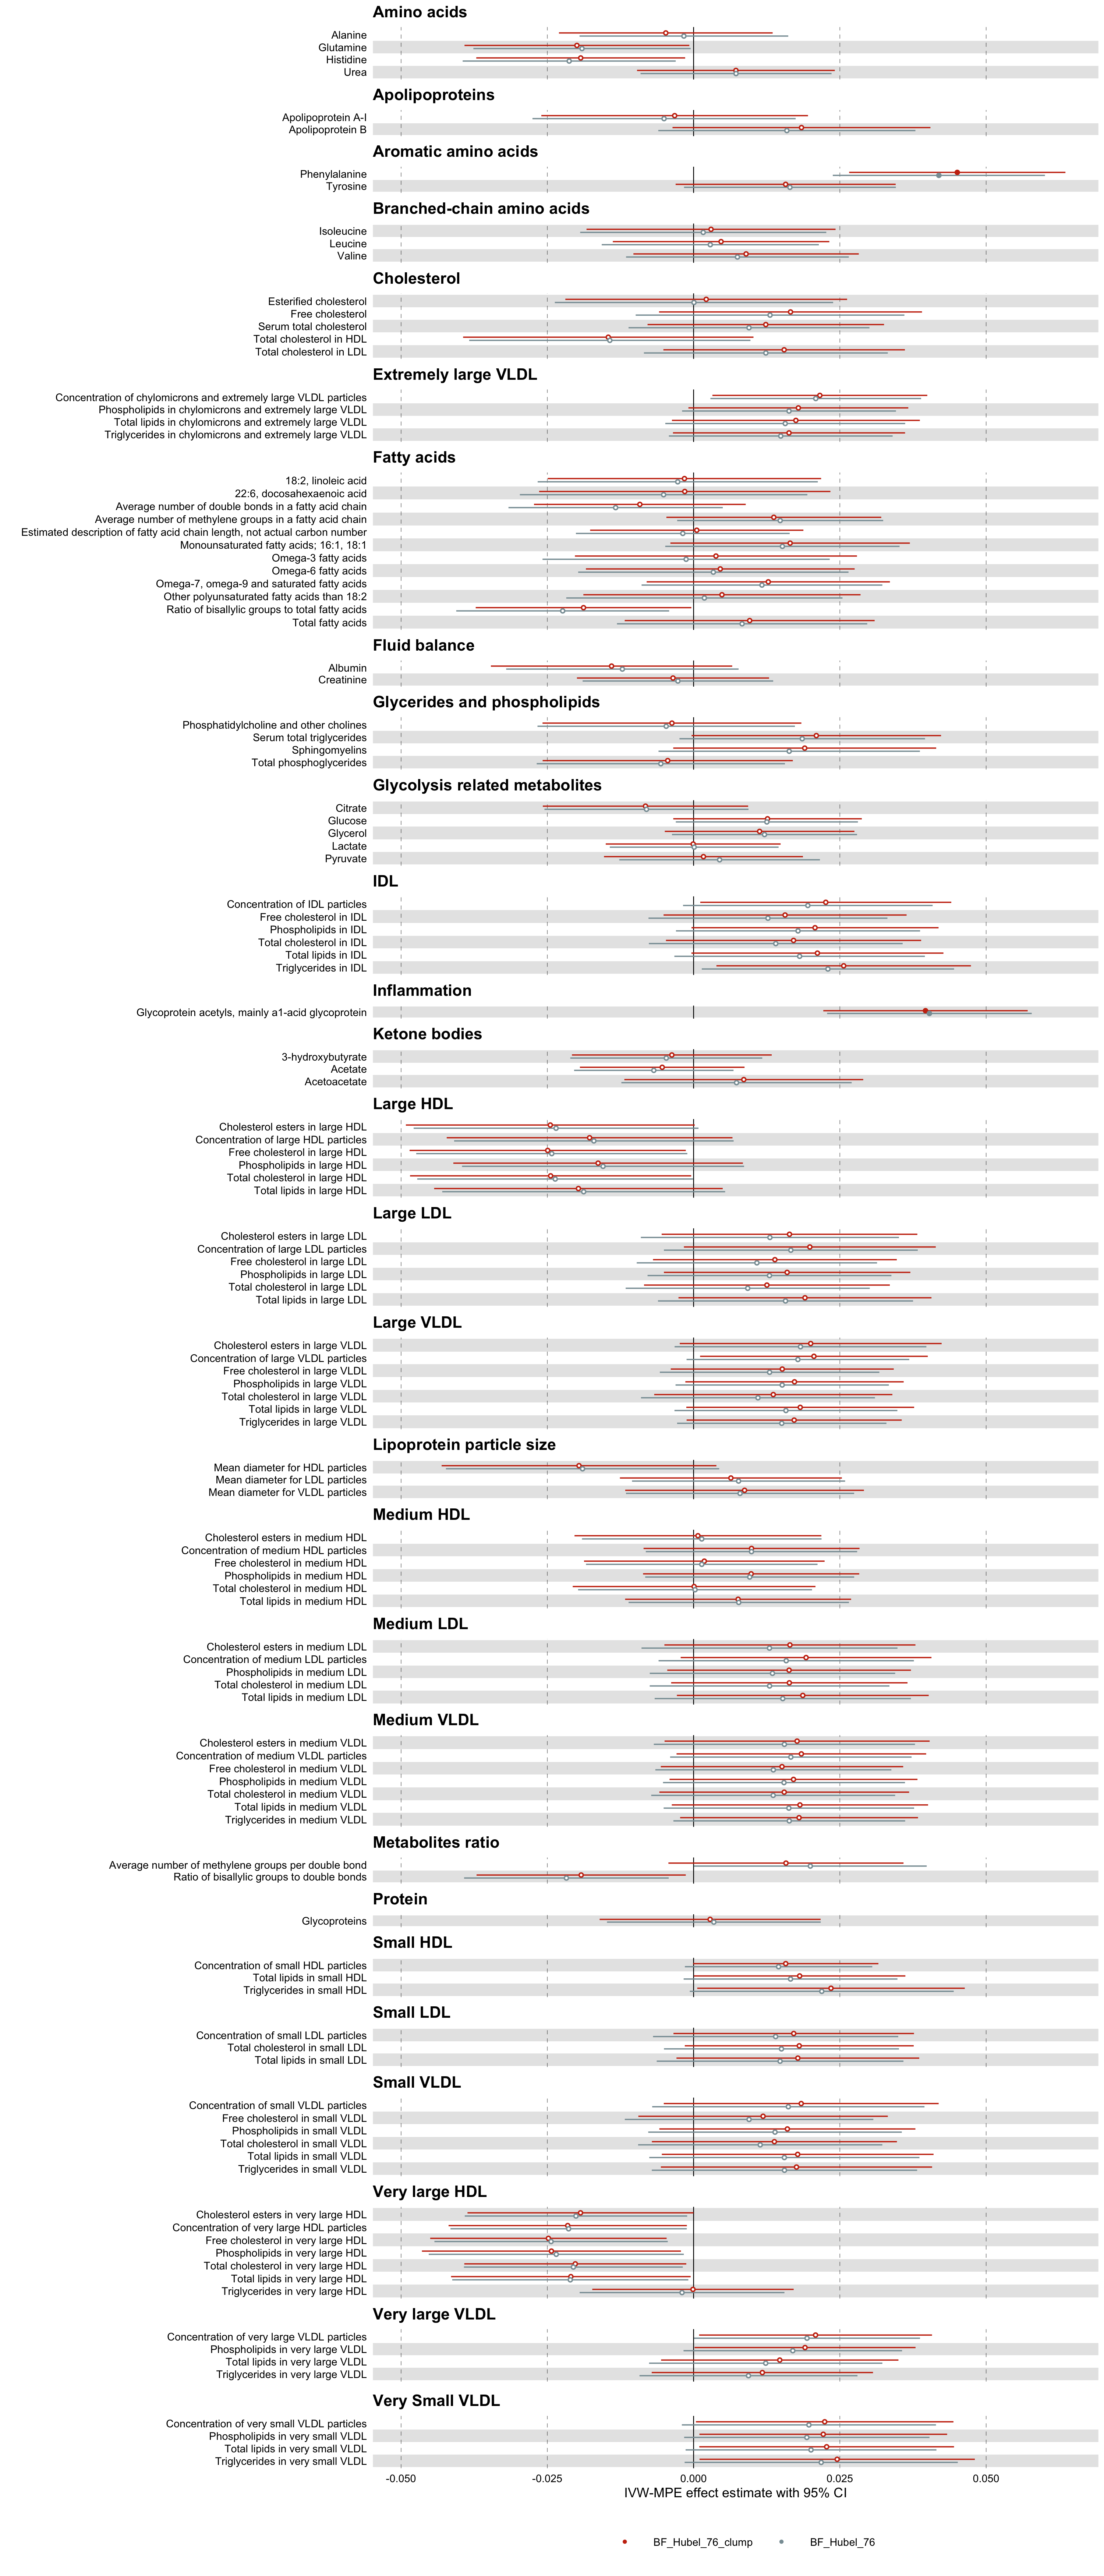 Amino acids
Alanine
Glutamine
Histidine
Urea
Apolipoproteins
Apolipoprotein A-I
Apolipoprotein B
Aromatic amino acids
Phenylalanine
Tyrosine
Branched-chain amino acids
Isoleucine
Leucine
Valine
Cholesterol
Esterified cholesterol
Free cholesterol
Serum total cholesterol
Total cholesterol in HDL
Total cholesterol in LDL
Extremely large VLDL
Concentration of chylomicrons and extremely large VLDL particles
Phospholipids in chylomicrons and extremely large VLDL
Total lipids in chylomicrons and extremely large VLDL
Triglycerides in chylomicrons and extremely large VLDL
Fatty acids
18:2, linoleic acid
22:6, docosahexaenoic acid
Average number of double bonds in a fatty acid chain
Average number of methylene groups in a fatty acid chain
Estimated description of fatty acid chain length, not actual carbon number
Monounsaturated fatty acids; 16:1, 18:1
Omega-3 fatty acids
Omega-6 fatty acids
Omega-7, omega-9 and saturated fatty acids
Other polyunsaturated fatty acids than 18:2
Ratio of bisallylic groups to total fatty acids
Total fatty acids
Fluid balance
Albumin
Creatinine
Glycerides and phospholipids
Phosphatidylcholine and other cholines
Serum total triglycerides
Sphingomyelins
Total phosphoglycerides
Glycolysis related metabolites
Citrate
Glucose
Glycerol
Lactate
Pyruvate
IDL
Concentration of IDL particles
Free cholesterol in IDL
Phospholipids in IDL
Total cholesterol in IDL
Total lipids in IDL
Triglycerides in IDL
Inflammation
Glycoprotein acetyls, mainly a1-acid glycoprotein
Ketone bodies
3-hydroxybutyrate
Acetate
Acetoacetate
Large HDL
Cholesterol esters in large HDL
Concentration of large HDL particles
Free cholesterol in large HDL
Phospholipids in large HDL
Total cholesterol in large HDL
Total lipids in large HDL
Large LDL
Cholesterol esters in large LDL
Concentration of large LDL particles
Free cholesterol in large LDL
Phospholipids in large LDL
Total cholesterol in large LDL
Total lipids in large LDL
Large VLDL
Cholesterol esters in large VLDL
Concentration of large VLDL particles
Free cholesterol in large VLDL
Phospholipids in large VLDL
Total cholesterol in large VLDL
Total lipids in large VLDL
Triglycerides in large VLDL
Lipoprotein particle size
Mean diameter for HDL particles
Mean diameter for LDL particles
Mean diameter for VLDL particles
Medium HDL
Cholesterol esters in medium HDL
Concentration of medium HDL particles
Free cholesterol in medium HDL
Phospholipids in medium HDL
Total cholesterol in medium HDL
Total lipids in medium HDL
Medium LDL
Cholesterol esters in medium LDL
Concentration of medium LDL particles
Phospholipids in medium LDL
Total cholesterol in medium LDL
Total lipids in medium LDL
Medium VLDL
Cholesterol esters in medium VLDL
Concentration of medium VLDL particles
Free cholesterol in medium VLDL
Phospholipids in medium VLDL
Total cholesterol in medium VLDL
Total lipids in medium VLDL
Triglycerides in medium VLDL
Metabolites ratio
Average number of methylene groups per double bond
Ratio of bisallylic groups to double bonds
Protein
Glycoproteins
Small HDL
Concentration of small HDL particles
Total lipids in small HDL
Triglycerides in small HDL
Small LDL
Concentration of small LDL particles
Total cholesterol in small LDL
Total lipids in small LDL
Small VLDL
Concentration of small VLDL particles
Free cholesterol in small VLDL
Phospholipids in small VLDL
Total cholesterol in small VLDL
Total lipids in small VLDL
Triglycerides in small VLDL
Very large HDL
Cholesterol esters in very large HDL
Concentration of very large HDL particles
Free cholesterol in very large HDL
Phospholipids in very large HDL
Total cholesterol in very large HDL
Total lipids in very large HDL
Triglycerides in very large HDL
Very large VLDL
Concentration of very large VLDL particles
Phospholipids in very large VLDL
Total lipids in very large VLDL
Triglycerides in very large VLDL
Very Small VLDL
Concentration of very small VLDL particles
Phospholipids in very small VLDL
Total lipids in very small VLDL
Triglycerides in very small VLDL
-0.050 -0.025 0.000 0.025 0.050
IVW-MPE effect estimate with 95% CI
BF_Hubel_76_clump BF_Hubel_76